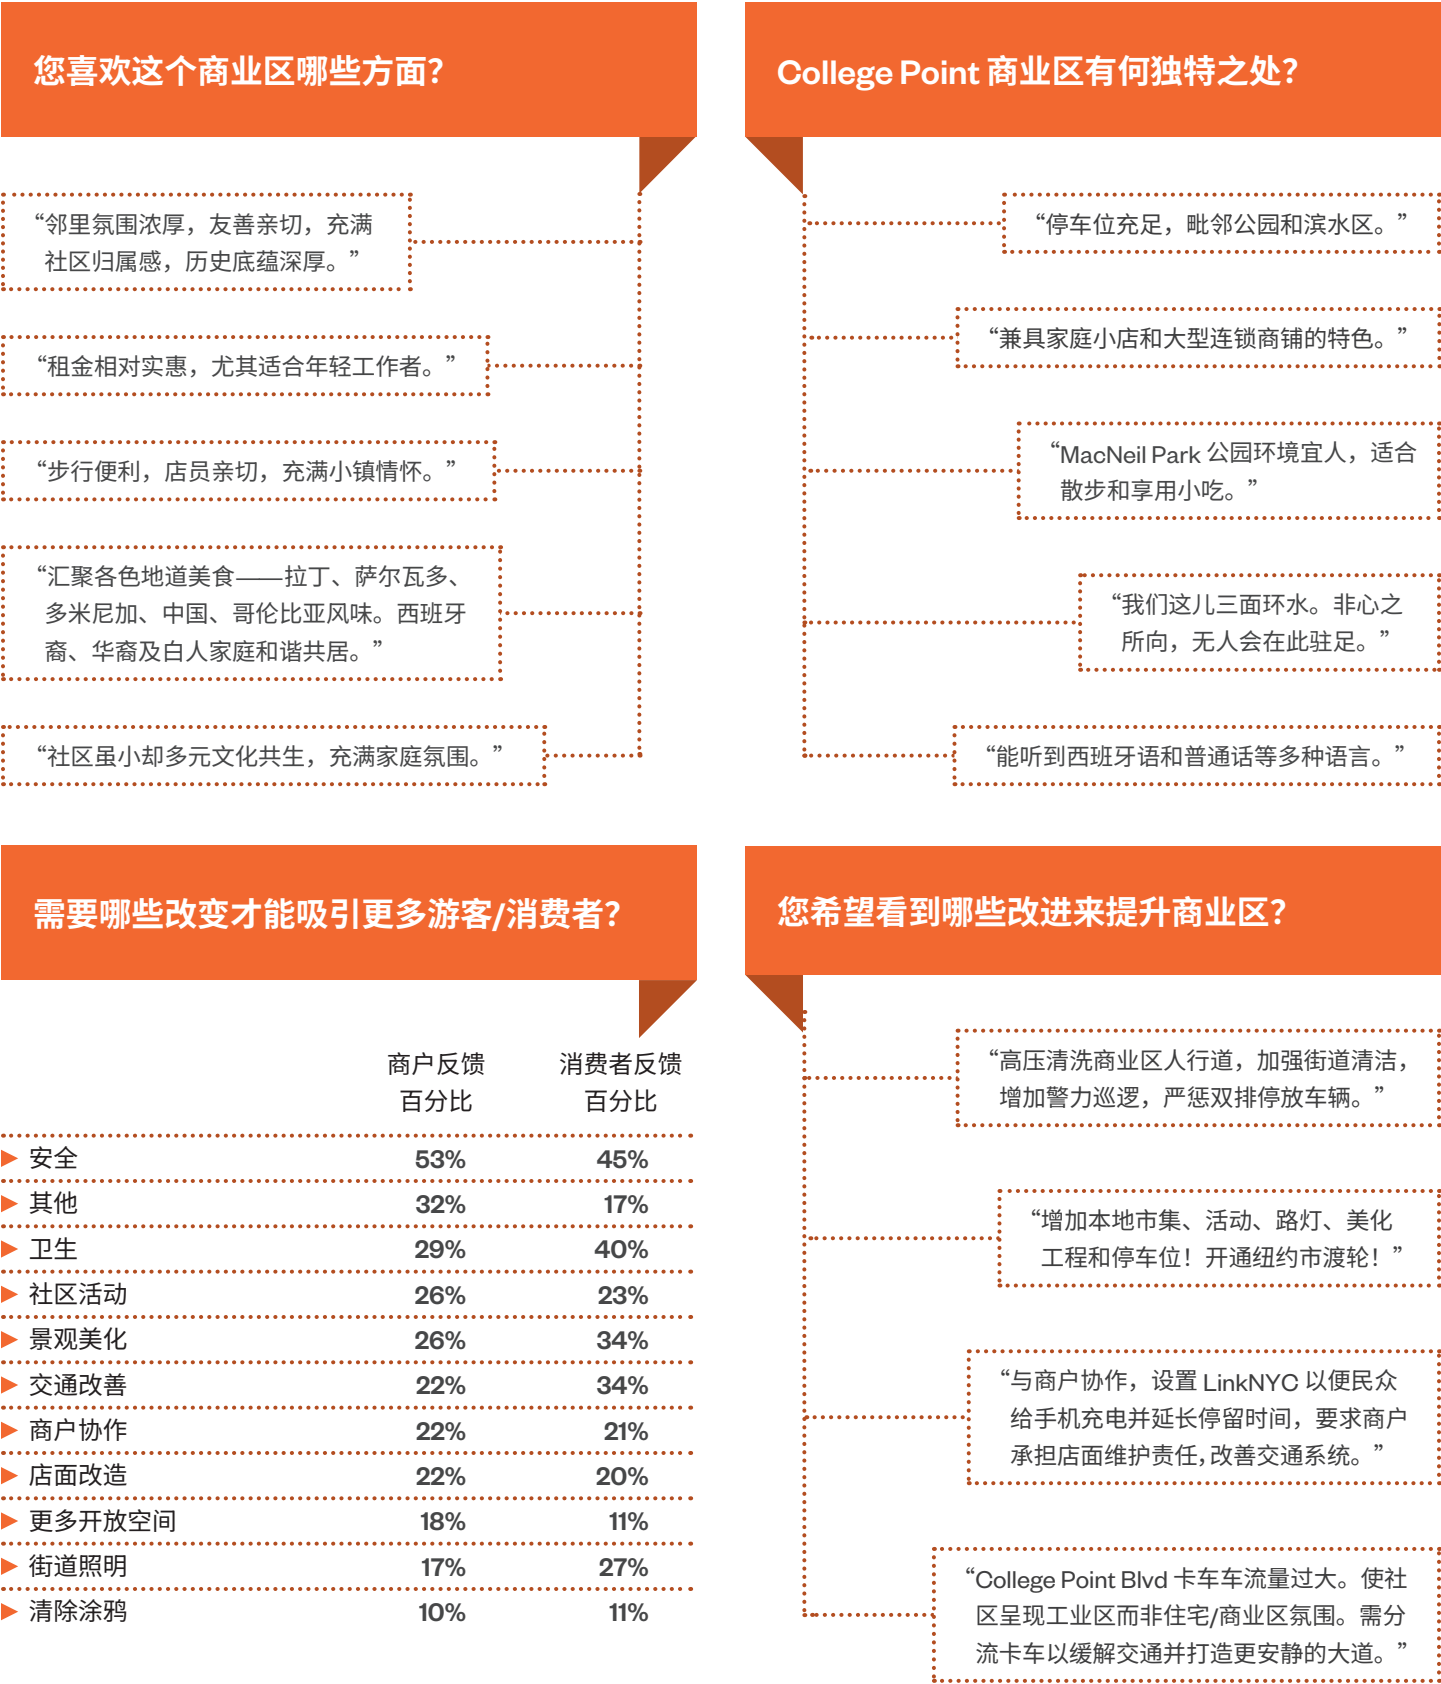 您喜欢这个商业区哪些方面？
“邻里氛围浓厚，友善亲切，充满
社区归属感，历史底蕴深厚。”
“租金相对实惠，尤其适合年轻工作者。”
“步行便利，店员亲切，充满小镇情怀。”
“汇聚各色地道美食——拉丁、萨尔瓦多、
多米尼加、中国、哥伦比亚风味。西班牙
裔、华裔及白人家庭和谐共居。”
“社区虽小却多元文化共生，充满家庭氛围。”
College Point 商业区有何独特之处？
“停车位充足，毗邻公园和滨水区。”
“兼具家庭小店和大型连锁商铺的特色。”
“MacNeil Park 公园环境宜人，适合
散步和享用小吃。”
“我们这儿三面环水。非心之
所向，无人会在此驻足。”
“能听到西班牙语和普通话等多种语言。”
需要哪些改变才能吸引更多游客/消费者？
商户反馈 消费者反馈
百分比 百分比
安全 53% 45%
其他 32% 17%
卫生 29% 40%
社区活动 26% 23%
景观美化 26% 34%
交通改善 22% 34%
商户协作 22% 21%
店面改造 22% 20%
更多开放空间 18% 11%
街道照明 17% 27%
清除涂鸦 10% 11%
您希望看到哪些改进来提升商业区？
“高压清洗商业区人行道，加强街道清洁，
增加警力巡逻，严惩双排停放车辆。”
“增加本地市集、活动、路灯、美化
工程和停车位！开通纽约市渡轮！”
“与商户协作，设置 LinkNYC 以便民众
给手机充电并延长停留时间，要求商户
承担店面维护责任，改善交通系统。”
“College Point Blvd 卡车车流量过大。使社
区呈现工业区而非住宅/商业区氛围。需分
流卡车以缓解交通并打造更安静的大道。”